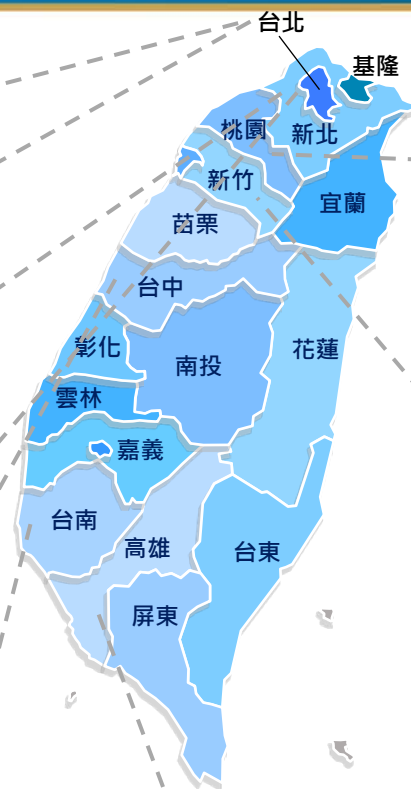 台北
基隆
桃園
新北
新竹
宜蘭
苗栗
台中
彰化
花蓮
南投
雲林
嘉義
台南
高雄
台東
屏東